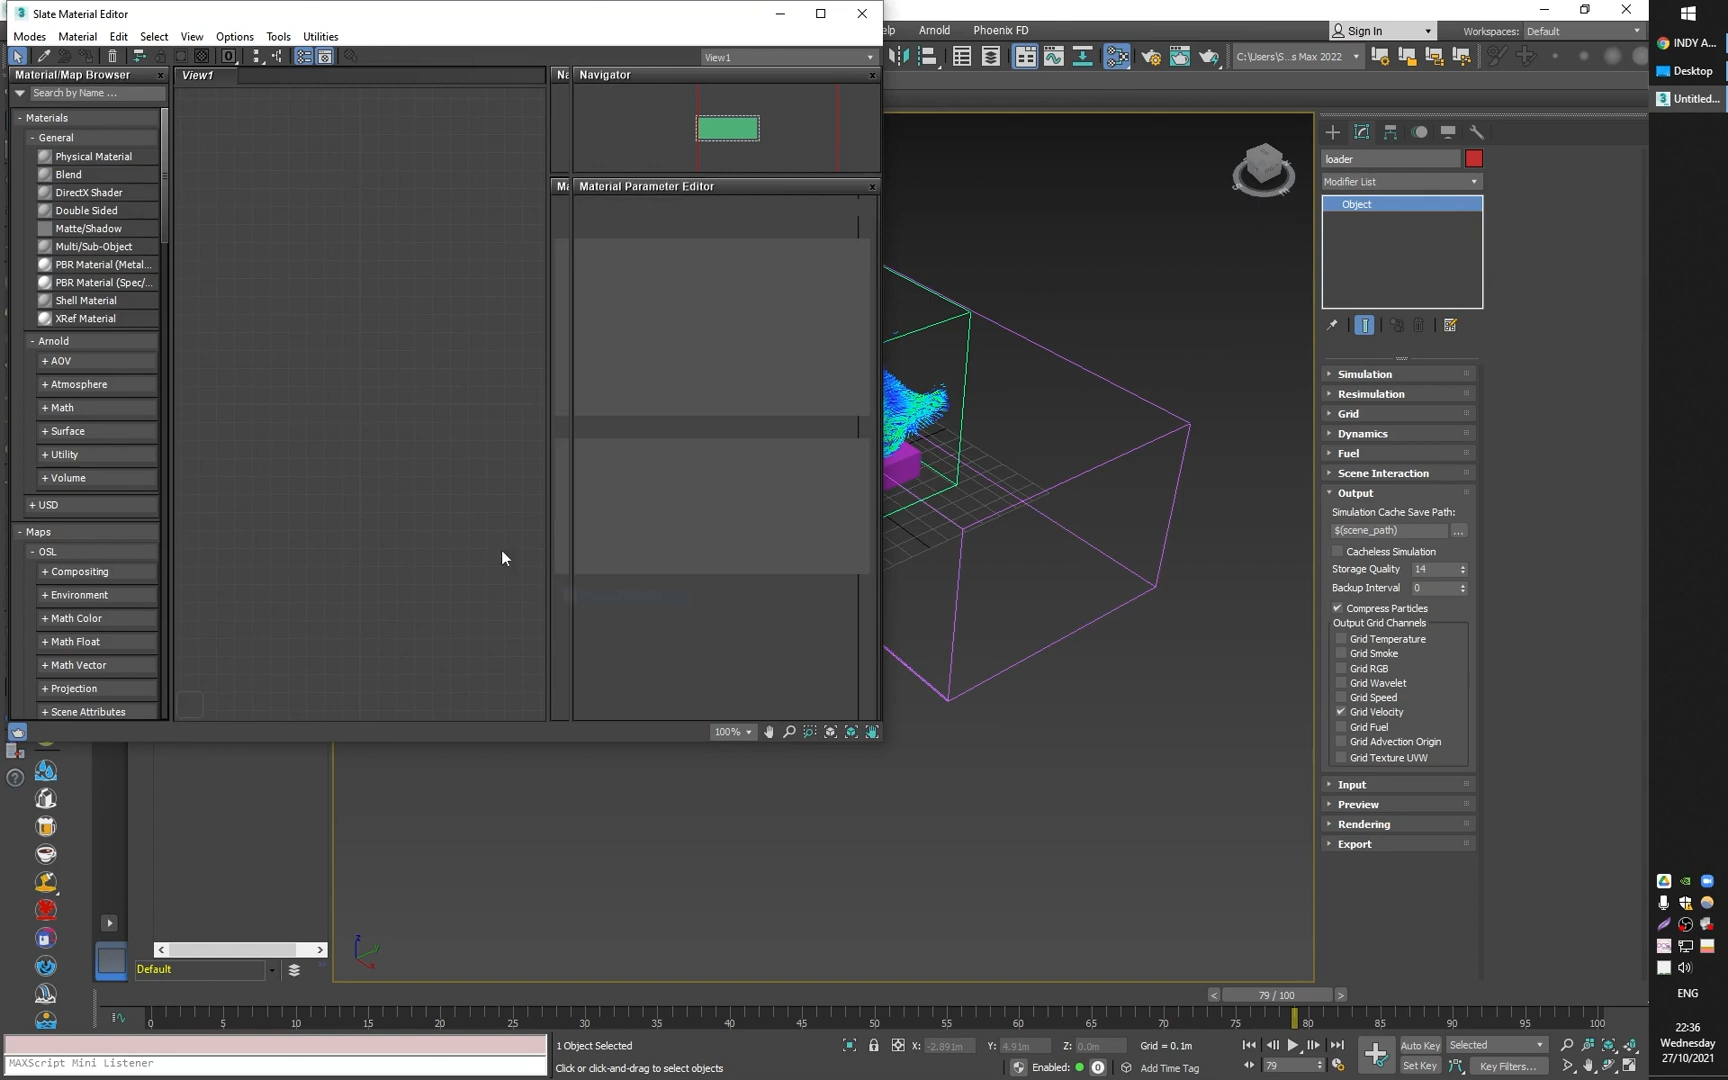 Slate Material Editor
Modes Material Edit Select View Options Tools Utilities
View1
Material/Map Browser
Search by Name ...
- Materials
- General
Physical Material
Blend
DirectX Shader
Double Sided
Matte/Shadow
Multi/Sub-Object
PBR Material (Metal...
PBR Material (Spec/...
Shell Material
XRef Material
- Arnold
+ AOV
+ Atmosphere
+ Math
+ Surface
+ Utility
+ Volume
+ USD
- Maps
- OSL
+ Compositing
+ Environment
+ Math Color
+ Math Float
+ Math Vector
+ Projection
+ Scene Attributes
View1
Na Navigator
Ma Material Parameter Editor
100%
elp Arnold Phoenix FD
Sign In
Workspaces: Default
C:\Users\S...s Max 2022
loader
Modifier List
Object
Simulation
Resimulation
Grid
Dynamics
Fuel
Scene Interaction
Output
Simulation Cache Save Path:
$(scene_path) ...
Cacheless Simulation
Storage Quality 14
Backup Interval 0
Compress Particles
Output Grid Channels
Grid Temperature
Grid Smoke
Grid RGB
Grid Wavelet
Grid Speed
Grid Velocity
Grid Fuel
Grid Advection Origin
Grid Texture UVW
Input
Preview
Rendering
Export
INDY A...
Desktop
Untitled...
ENG
22:36
Wednesday
27/10/2021
Default
z y x
< 79 / 100 >
0 5 10 15 20 25 30 35 40 45 50 55 60 65 70 75 80 85 90 95 100
MAXScript Mini Listener
1 Object Selected
Click or click-and-drag to select objects
X: -2.891m Y: 4.91m Z: 0.0m Grid = 0.1m
Enabled: 0 Add Time Tag
79
Auto Key Selected
Set Key Key Filters...